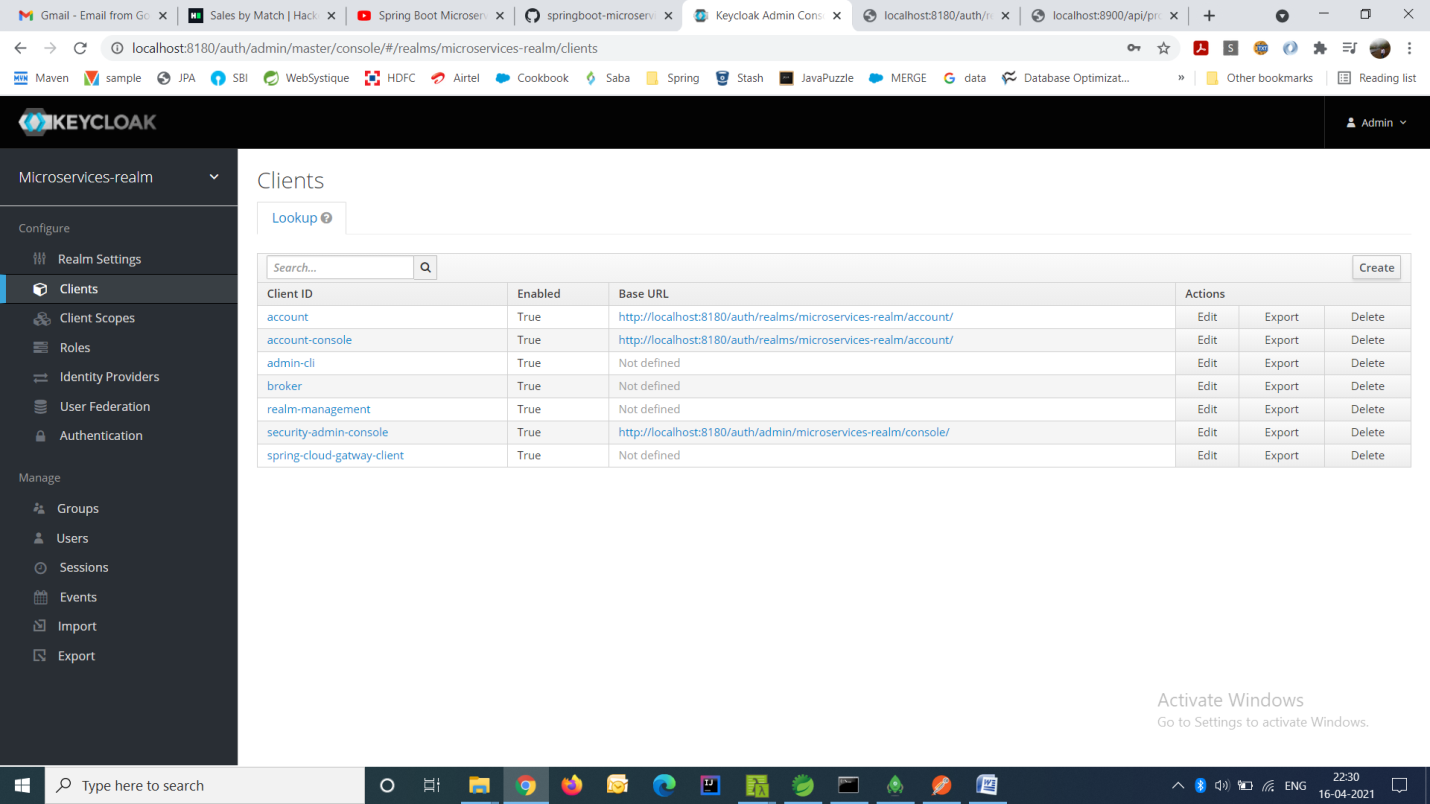 Gmail - Email from Go
Sales by Match | Hack
Spring Boot Microserv
springboot-microservi
Keycloak Admin Cons
localhost:8180/auth/r
localhost:8900/api/pro
localhost:8180/auth/admin/master/console/#/realms/microservices-realm/clients
Maven sample JPA SBI WebSystique HDFC Airtel Cookbook Saba Spring Stash JavaPuzzle MERGE data Database Optimizat... » Other bookmarks Reading list
KEYCLOAK
Admin
Microservices-realm
Configure
Realm Settings
Clients
Client Scopes
Roles
Identity Providers
User Federation
Authentication
Manage
Groups
Users
Sessions
Events
Import
Export
Clients
Lookup
Search...
Create
Client ID Enabled Base URL Actions
account True http://localhost:8180/auth/realms/microservices-realm/account/ Edit Export Delete
account-console True http://localhost:8180/auth/realms/microservices-realm/account/ Edit Export Delete
admin-cli True Not defined Edit Export Delete
broker True Not defined Edit Export Delete
realm-management True Not defined Edit Export Delete
security-admin-console True http://localhost:8180/auth/admin/microservices-realm/console/ Edit Export Delete
spring-cloud-gatway-client True Not defined Edit Export Delete
Activate Windows
Go to Settings to activate Windows.
Type here to search
ENG
22:30
16-04-2021